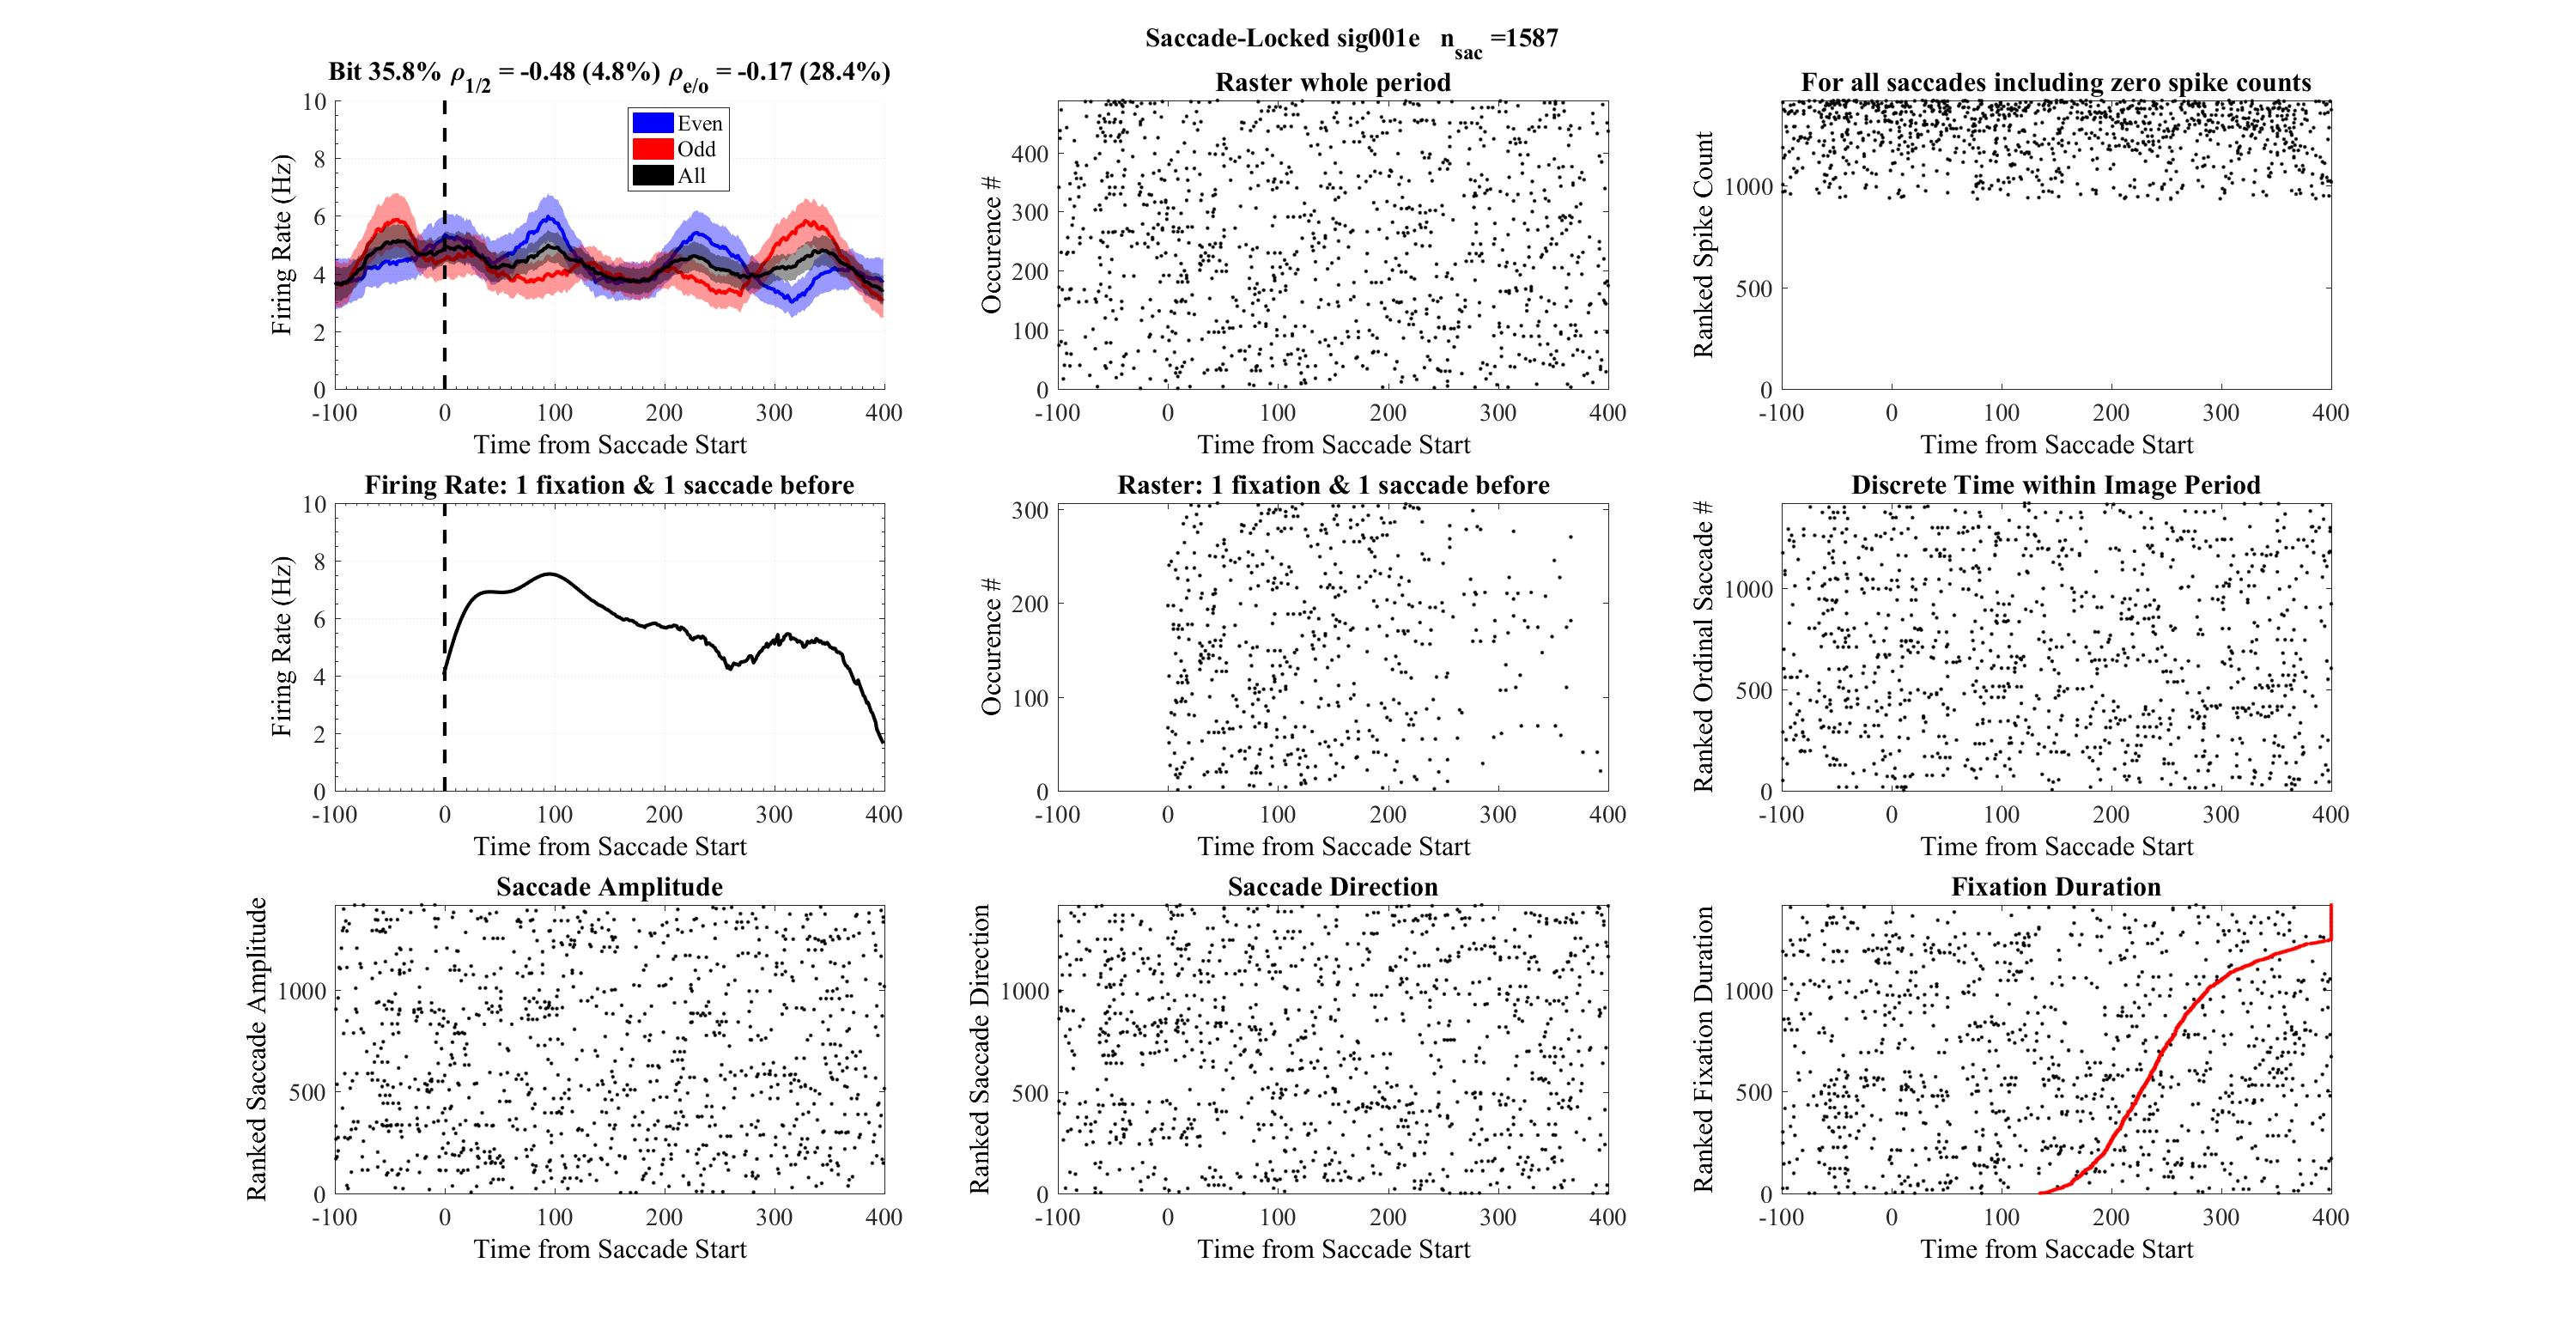 Saccade-Locked sig001e n_sac =1587
Bit 35.8% ρ_1/2 = -0.48 (4.8%) ρ_e/o = -0.17 (28.4%)
Firing Rate (Hz)
10
8
6
4
2
0
Even
Odd
All
-100 0 100 200 300 400
Time from Saccade Start
Raster whole period
Occurence #
400
300
200
100
0
-100 0 100 200 300 400
Time from Saccade Start
For all saccades including zero spike counts
Ranked Spike Count
1000
500
0
-100 0 100 200 300 400
Time from Saccade Start
Firing Rate: 1 fixation & 1 saccade before
Firing Rate (Hz)
10
8
6
4
2
0
-100 0 100 200 300 400
Time from Saccade Start
Raster: 1 fixation & 1 saccade before
Occurence #
300
200
100
0
-100 0 100 200 300 400
Time from Saccade Start
Discrete Time within Image Period
Ranked Ordinal Saccade #
1000
500
0
-100 0 100 200 300 400
Time from Saccade Start
Saccade Amplitude
Ranked Saccade Amplitude
1000
500
0
-100 0 100 200 300 400
Time from Saccade Start
Saccade Direction
Ranked Saccade Direction
1000
500
0
-100 0 100 200 300 400
Time from Saccade Start
Fixation Duration
Ranked Fixation Duration
1000
500
0
-100 0 100 200 300 400
Time from Saccade Start